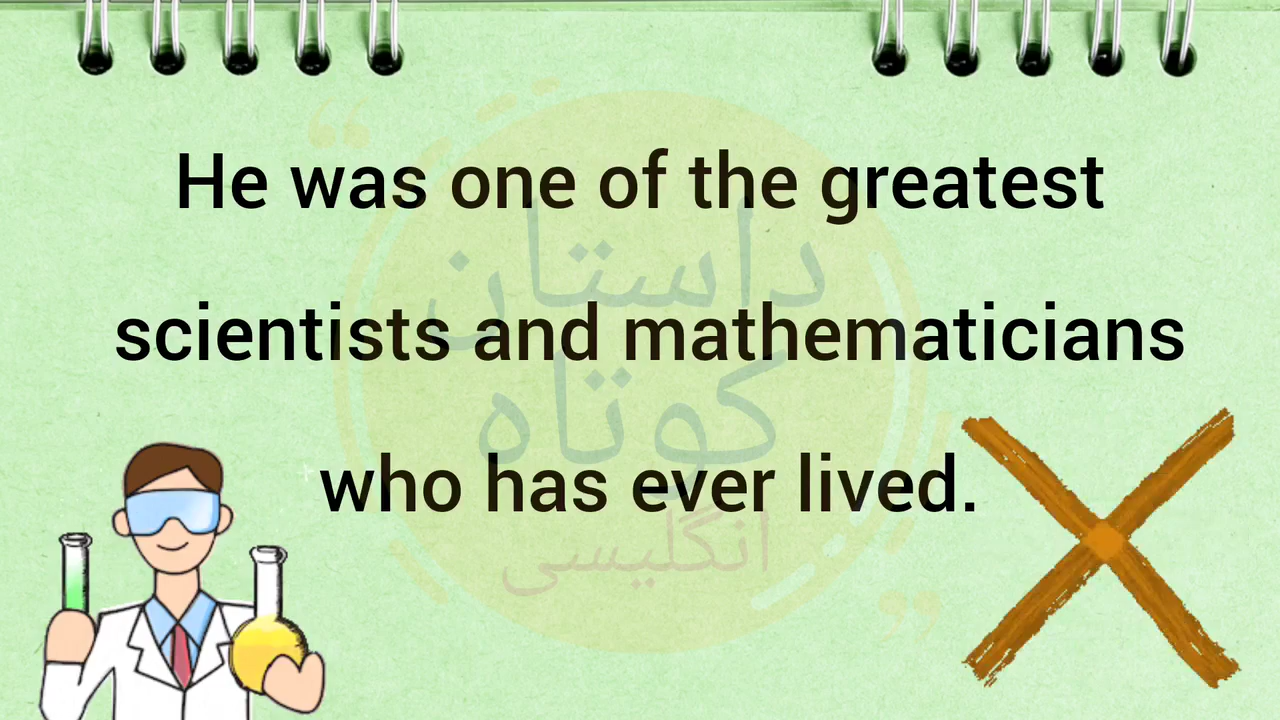 He was one of the greatest
scientists and mathematicians
who has ever lived.
داستان
کوتاه
انگلیسی